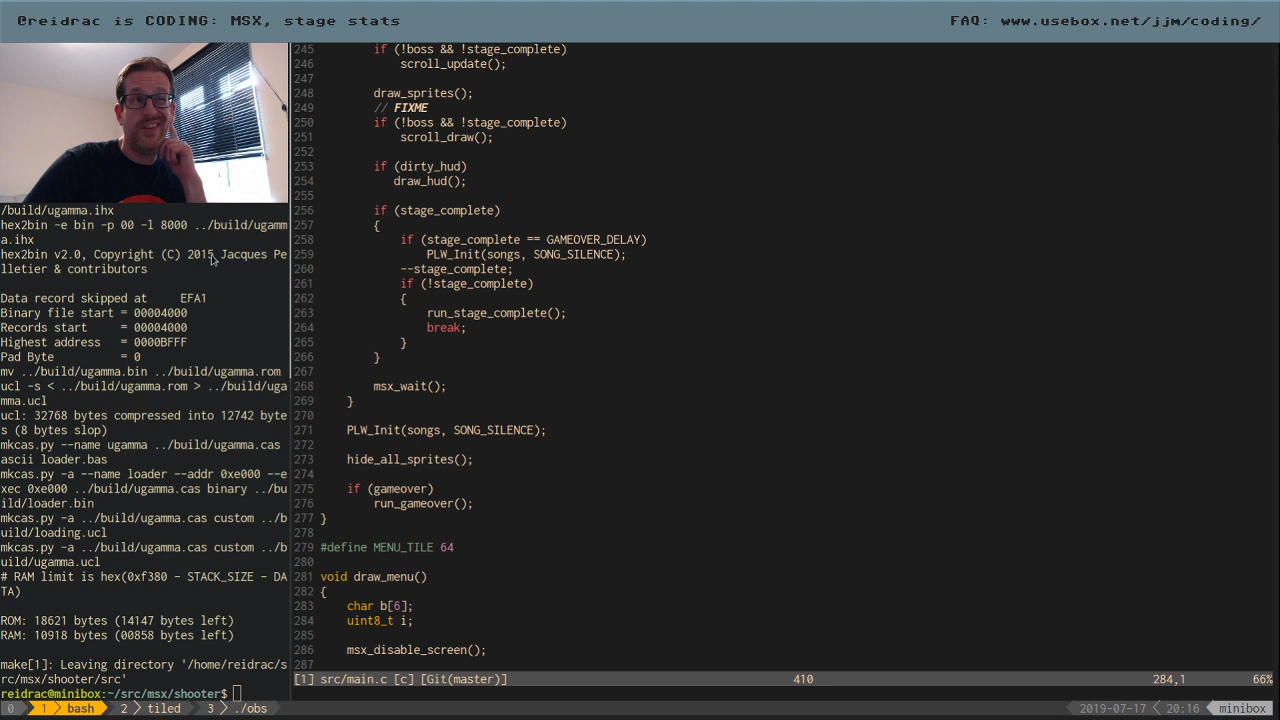 @reidrac is CODING: MSX, stage stats
FAQ: www.usebox.net/jjm/coding/
/build/ugamma.ihx
hex2bin -e bin -p 00 -l 8000 ../build/ugamm
a.ihx
hex2bin v2.0, Copyright (C) 2015 Jacques Pe
lletier & contributors
Data record skipped at     EFA1
Binary file start = 00004000
Records start     = 00004000
Highest address   = 0000BFFF
Pad Byte          = 0
mv ../build/ugamma.bin ../build/ugamma.rom
ucl -s < ../build/ugamma.rom > ../build/uga
mma.ucl
ucl: 32768 bytes compressed into 12742 byte
s (8 bytes slop)
mkcas.py --name ugamma ../build/ugamma.cas
ascii loader.bas
mkcas.py -a --name loader --addr 0xe000 --e
xec 0xe000 ../build/ugamma.cas binary ../bu
ild/loader.bin
mkcas.py -a ../build/ugamma.cas custom ../b
uild/loading.ucl
mkcas.py -a ../build/ugamma.cas custom ../b
uild/ugamma.ucl
# RAM limit is hex(0xf380 - STACK_SIZE - DA
TA)
ROM: 18621 bytes (14147 bytes left)
RAM: 10918 bytes (00858 bytes left)
make[1]: Leaving directory '/home/reidrac/s
rc/msx/shooter/src'
reidrac@minibox:~/src/msx/shooter$
245 if (!boss && !stage_complete)
246 scroll_update();
247
248 draw_sprites();
249 // FIXME
250 if (!boss && !stage_complete)
251 scroll_draw();
252
253 if (dirty_hud)
254 draw_hud();
255
256 if (stage_complete)
257 {
258 if (stage_complete == GAMEOVER_DELAY)
259 PLW_Init(songs, SONG_SILENCE);
260 --stage_complete;
261 if (!stage_complete)
262 {
263 run_stage_complete();
264 break;
265 }
266 }
267
268 msx_wait();
269 }
270
271 PLW_Init(songs, SONG_SILENCE);
272
273 hide_all_sprites();
274
275 if (gameover)
276 run_gameover();
277 }
278
279 #define MENU_TILE 64
280
281 void draw_menu()
282 {
283 char b[6];
284 uint8_t i;
285
286 msx_disable_screen();
287
[1] src/main.c [c] [Git(master)] 410 284,1 66%
0 1 bash 2 tiled 3 ./obs 2019-07-17 20:16 minibox